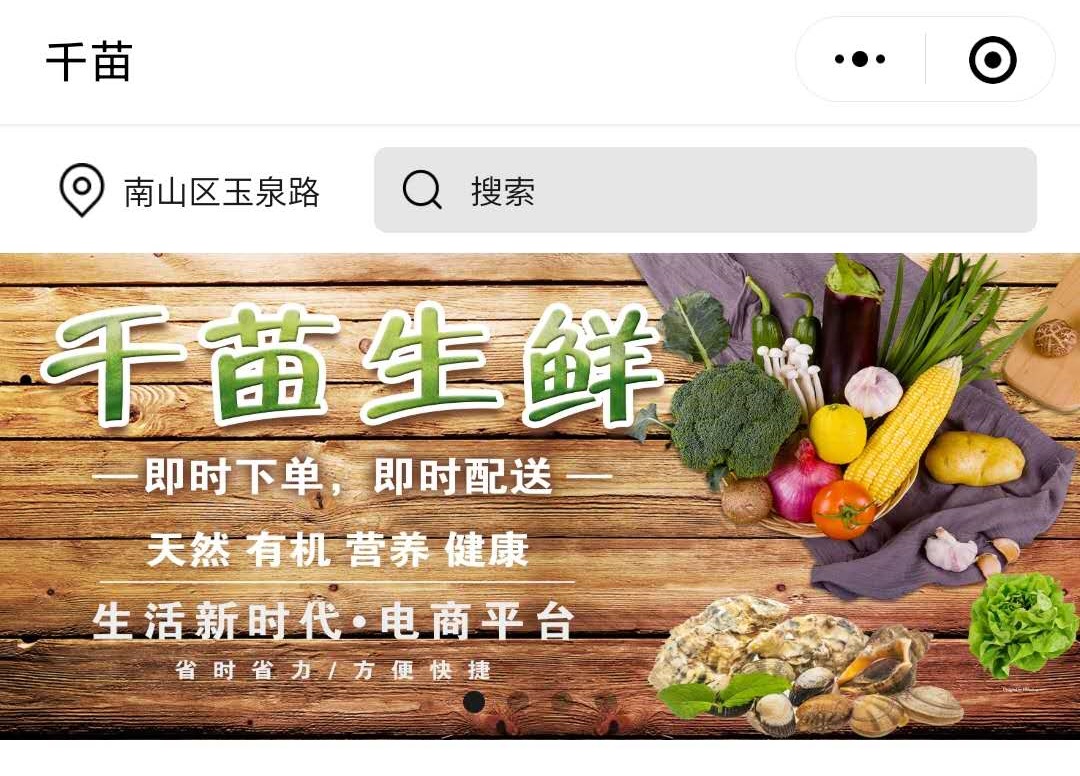 千苗
南山区玉泉路
搜索
千苗生鲜
—即时下单，即时配送—
天然 有机 营养 健康
生活新时代•电商平台
省时省力/方便快捷